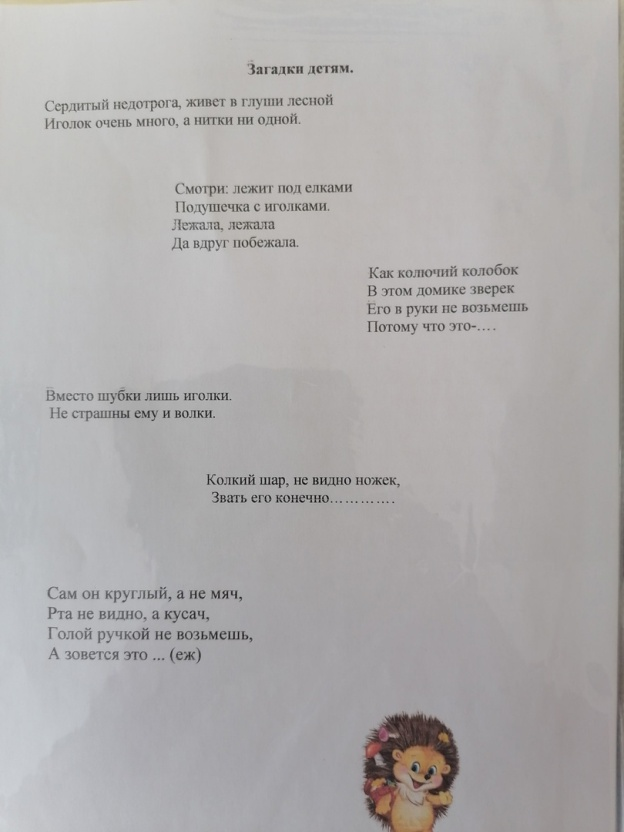 Загадки детям.
Сердитый недотрога, живет в глуши лесной
Иголок очень много, а нитки ни одной.
Смотри: лежит под елками
Подушечка с иголками.
Лежала, лежала
Да вдруг побежала.
Как колючий колобок
В этом домике зверек
Его в руки не возьмешь
Потому что это-….
Вместо шубки лишь иголки.
Не страшны ему и волки.
Колкий шар, не видно ножек,
Звать его конечно………….
Сам он круглый, а не мяч,
Рта не видно, а кусач,
Голой ручкой не возьмешь,
А зовется это ... (еж)